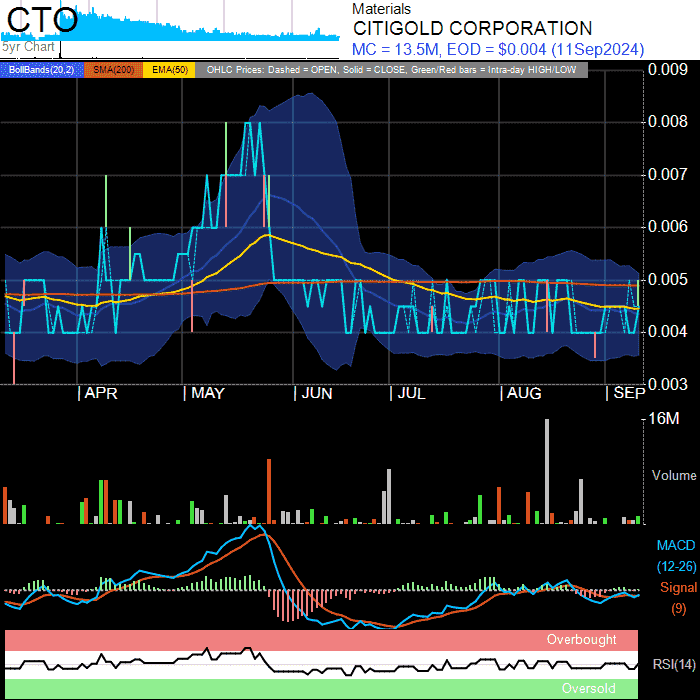 CTO
5yr Chart
Materials
CITIGOLD CORPORATION
MC = 13.5M, EOD = $0.004 (11Sep2024)
BollBands(20,2) SMA(200) EMA(50) OHLC Prices: Dashed = OPEN, Solid = CLOSE, Green/Red bars = Intra-day HIGH/LOW
0.009
0.008
0.007
0.006
0.005
0.004
0.003
APR MAY JUN JUL AUG SEP
16M
Volume
MACD
(12-26)
Signal
(9)
Overbought
RSI(14)
Oversold